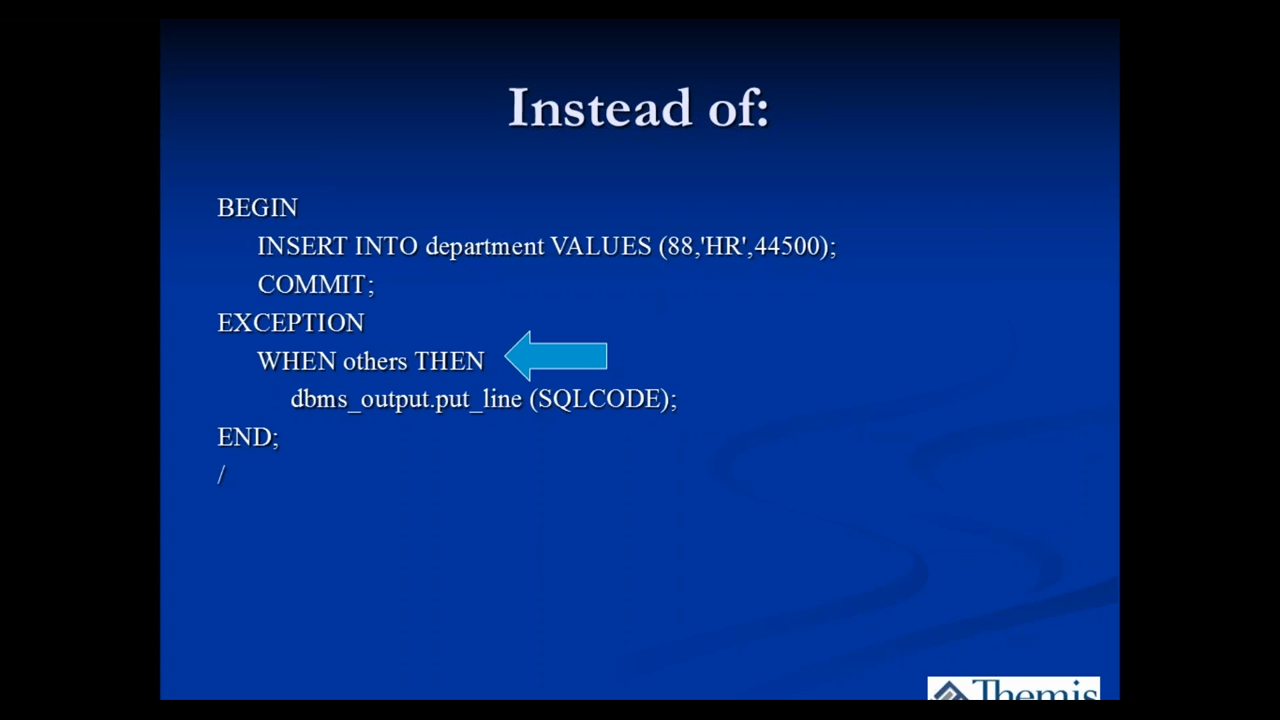 Instead of:
BEGIN
INSERT INTO department VALUES (88,'HR',44500);
COMMIT;
EXCEPTION
WHEN others THEN
dbms_output.put_line (SQLCODE);
END;
/
Themis